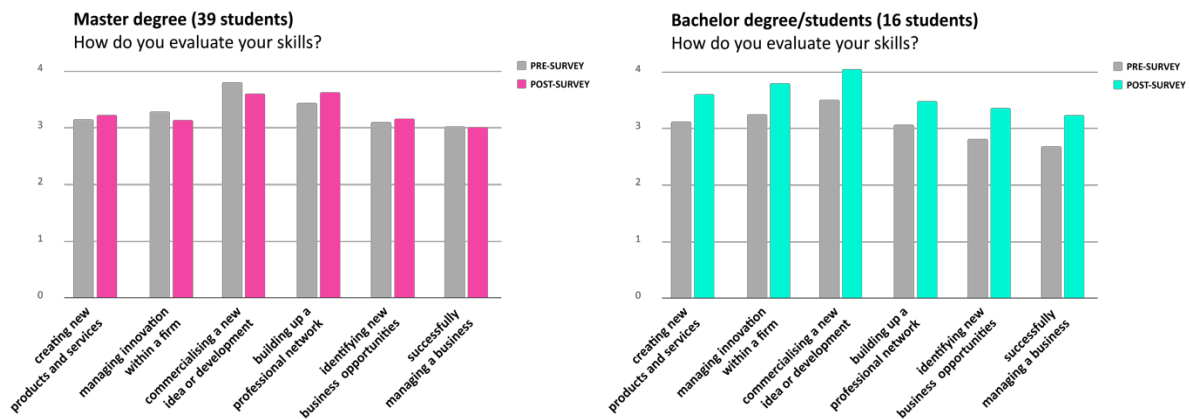 Master degree (39 students)
How do you evaluate your skills?
PRE-SURVEY
POST-SURVEY
4
3
2
1
0
creating new
products and services
managing innovation
within a firm
commercialising a new
idea or development
building up a
professional network
identifying new
business opportunities
successfully
managing a business
Bachelor degree/students (16 students)
How do you evaluate your skills?
PRE-SURVEY
POST-SURVEY
4
3
2
1
0
creating new
products and services
managing innovation
within a firm
commercialising a new
idea or development
building up a
professional network
identifying new
business opportunities
successfully
managing a business